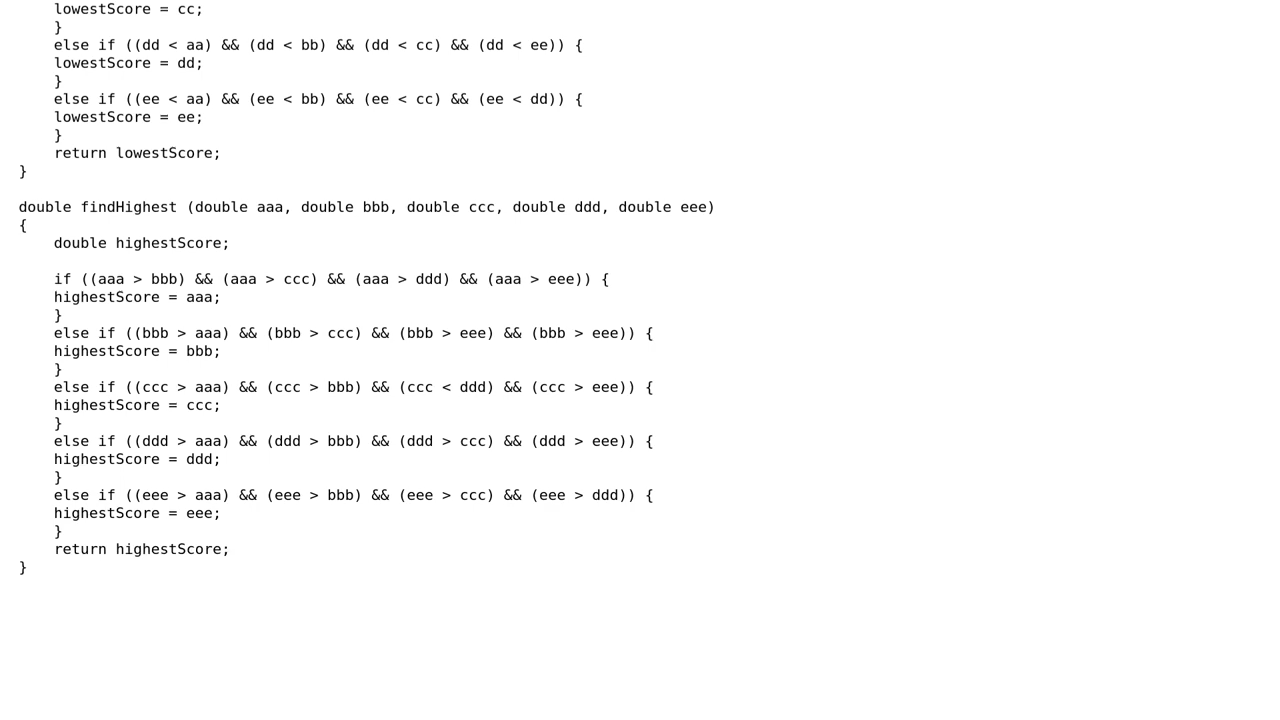 lowestScore = cc;
}
else if ((dd < aa) && (dd < bb) && (dd < cc) && (dd < ee)) {
lowestScore = dd;
}
else if ((ee < aa) && (ee < bb) && (ee < cc) && (ee < dd)) {
lowestScore = ee;
}
return lowestScore;
}
double findHighest (double aaa, double bbb, double ccc, double ddd, double eee)
{
double highestScore;
if ((aaa > bbb) && (aaa > ccc) && (aaa > ddd) && (aaa > eee)) {
highestScore = aaa;
}
else if ((bbb > aaa) && (bbb > ccc) && (bbb > eee) && (bbb > eee)) {
highestScore = bbb;
}
else if ((ccc > aaa) && (ccc > bbb) && (ccc < ddd) && (ccc > eee)) {
highestScore = ccc;
}
else if ((ddd > aaa) && (ddd > bbb) && (ddd > ccc) && (ddd > eee)) {
highestScore = ddd;
}
else if ((eee > aaa) && (eee > bbb) && (eee > ccc) && (eee > ddd)) {
highestScore = eee;
}
return highestScore;
}